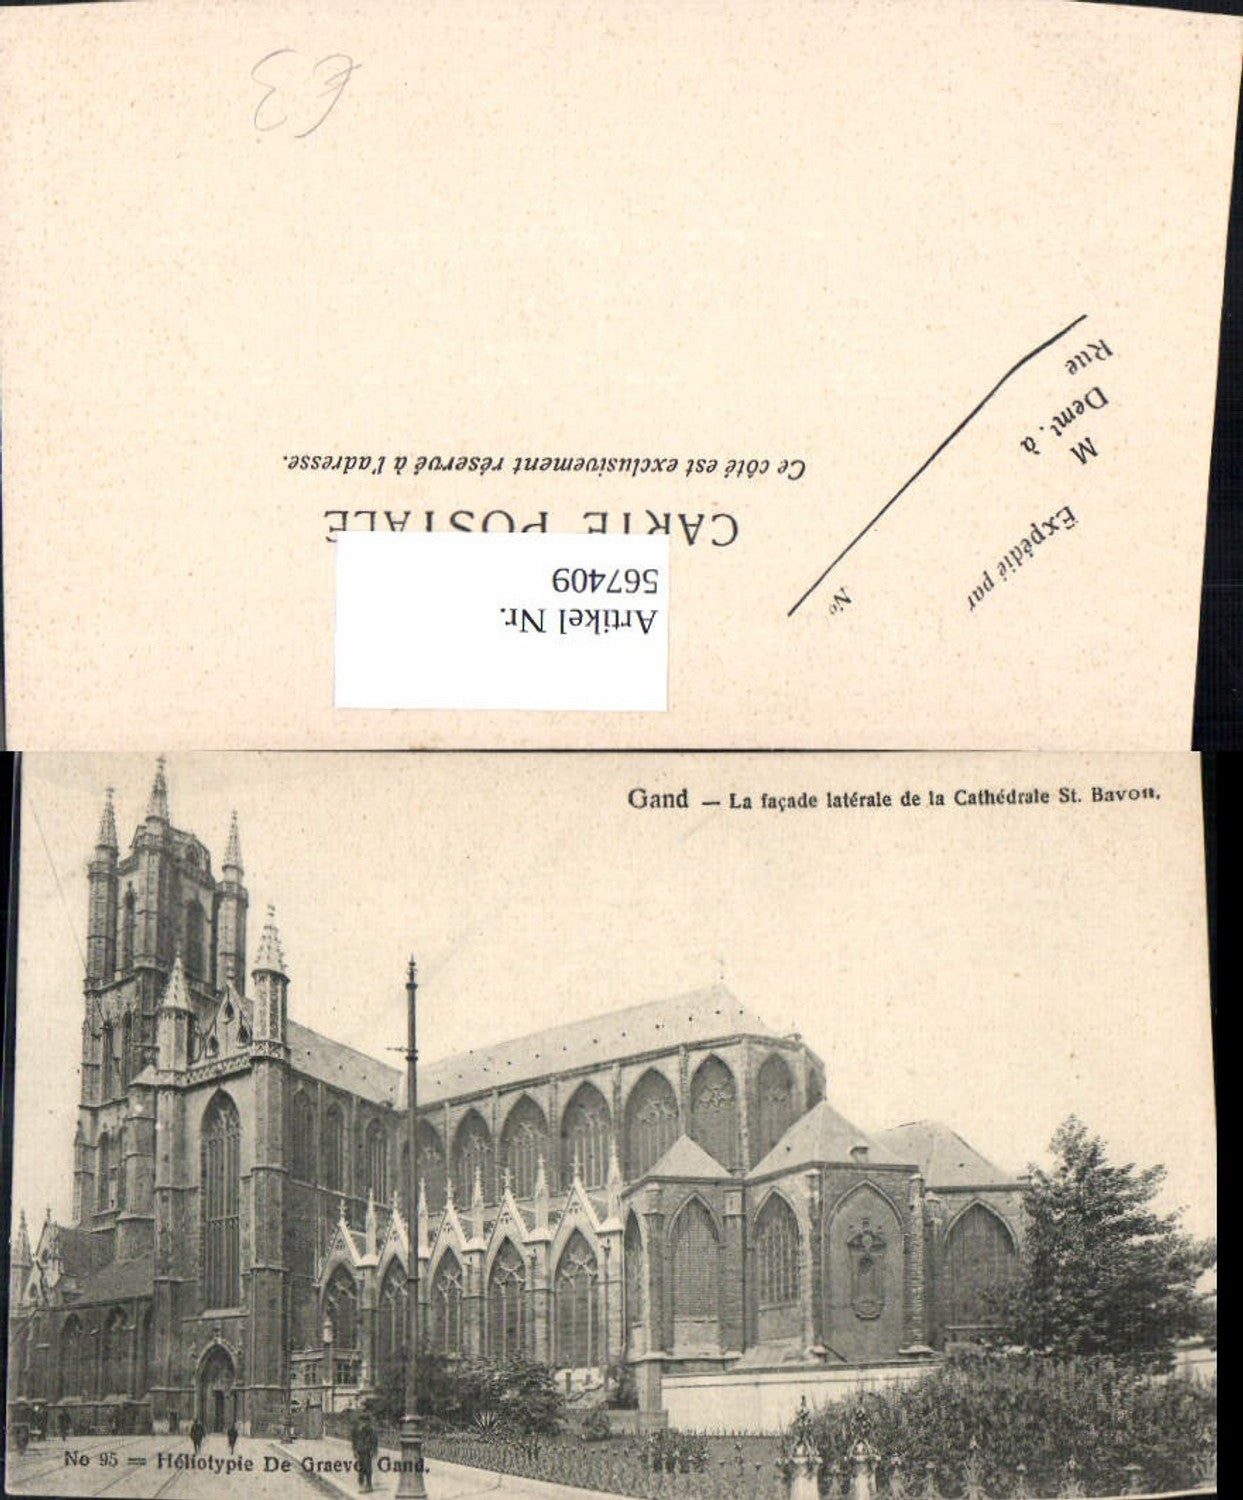 €3
Rue
Demt. à
M
Expédié par
No
Ce côté est exclusivement réservé à l'adresse.
CARTE POSTALE
567409
Artikel Nr.
Gand — La façade latérale de la Cathédrale St. Bavon.
No 95 = Héliotypie De Graeve, Gand.